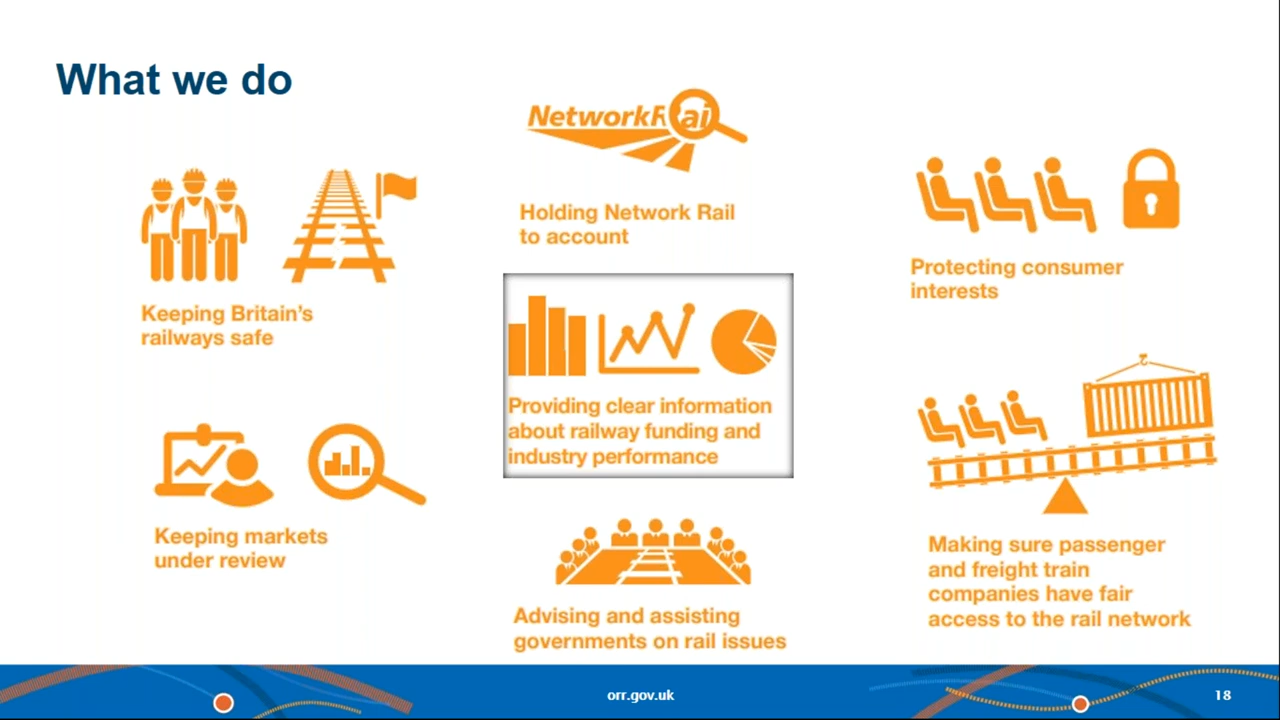 What we do
NetworkRail
Holding Network Rail
to account
Keeping Britain's
railways safe
Protecting consumer
interests
Providing clear information
about railway funding and
industry performance
Keeping markets
under review
Advising and assisting
governments on rail issues
Making sure passenger
and freight train
companies have fair
access to the rail network
orr.gov.uk
18